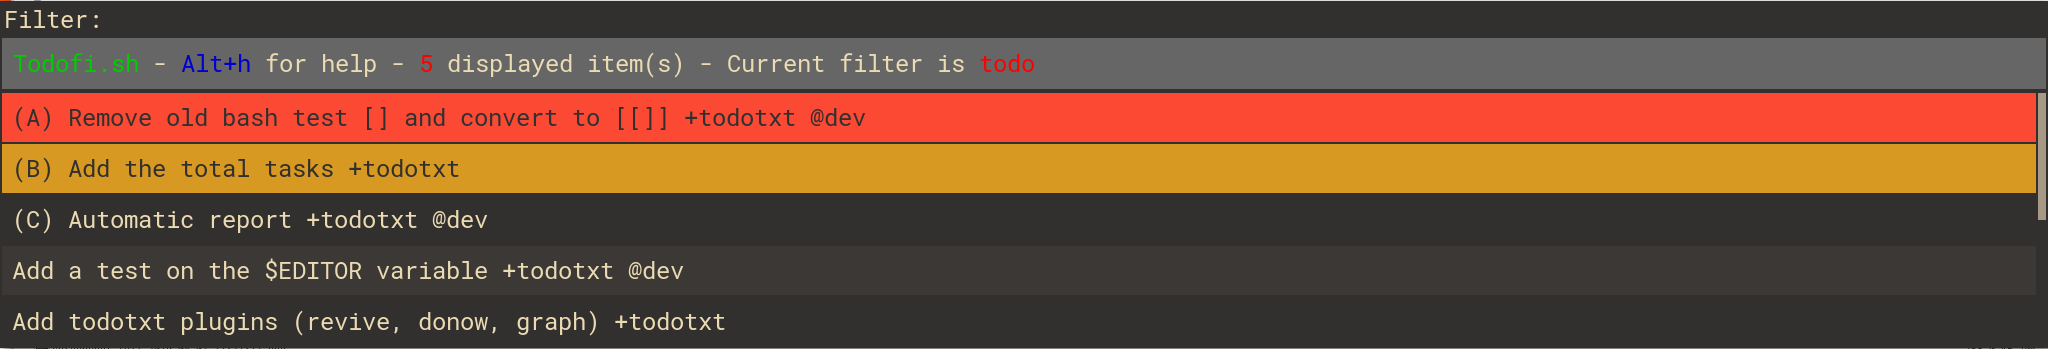 Filter:
Todofi.sh - Alt+h for help - 5 displayed item(s) - Current filter is todo
(A) Remove old bash test [] and convert to [[]] +todotxt @dev
(B) Add the total tasks +todotxt
(C) Automatic report +todotxt @dev
Add a test on the $EDITOR variable +todotxt @dev
Add todotxt plugins (revive, donow, graph) +todotxt